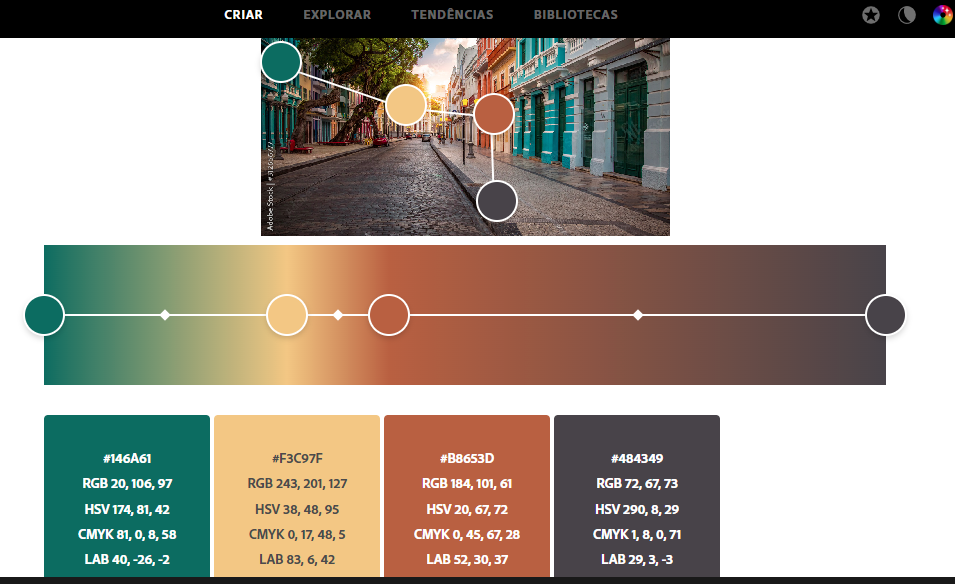 CRIAR EXPLORAR TENDÊNCIAS BIBLIOTECAS
#146A61
RGB 20, 106, 97
HSV 174, 81, 42
CMYK 81, 0, 8, 58
LAB 40, -26, -2
#F3C97F
RGB 243, 201, 127
HSV 38, 48, 95
CMYK 0, 17, 48, 5
LAB 83, 6, 42
#B8653D
RGB 184, 101, 61
HSV 20, 67, 72
CMYK 0, 45, 67, 28
LAB 52, 30, 37
#484349
RGB 72, 67, 73
HSV 290, 8, 29
CMYK 1, 8, 0, 71
LAB 29, 3, -3
Adobe Stock |